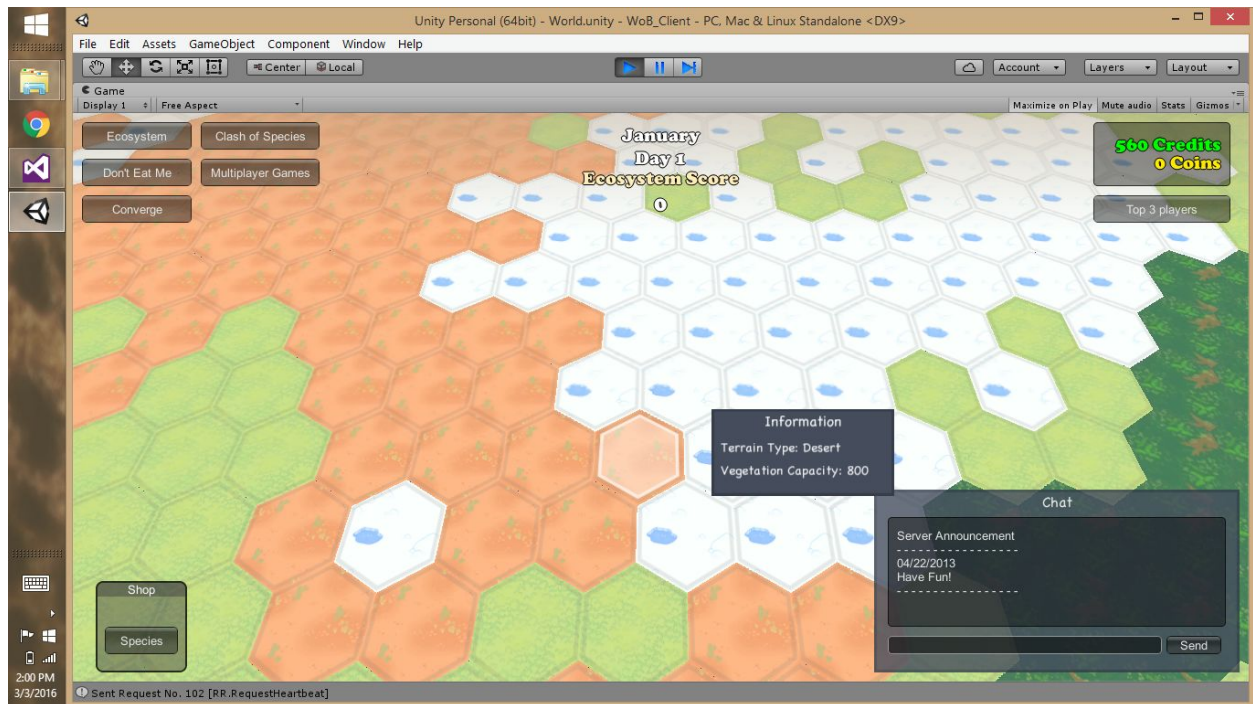 Unity Personal (64bit) - World.unity - WoB_Client - PC, Mac & Linux Standalone <DX9>
File Edit Assets GameObject Component Window Help
Center Local
Account Layers Layout
Game
Display 1 Free Aspect
Maximize on Play Mute audio Stats Gizmos
Ecosystem Clash of Species
Don't Eat Me Multiplayer Games
Converge
January
Day 1
Ecosystem Score
0
560 Credits
0 Coins
Top 3 players
Information
Terrain Type: Desert
Vegetation Capacity: 800
Chat
Server Announcement
- - - - - - - - - - - - - - - - - -
04/22/2013
Have Fun!
- - - - - - - - - - - - - - - - - -
Send
Shop
Species
2:00 PM
3/3/2016
Sent Request No. 102 [RR.RequestHeartbeat]